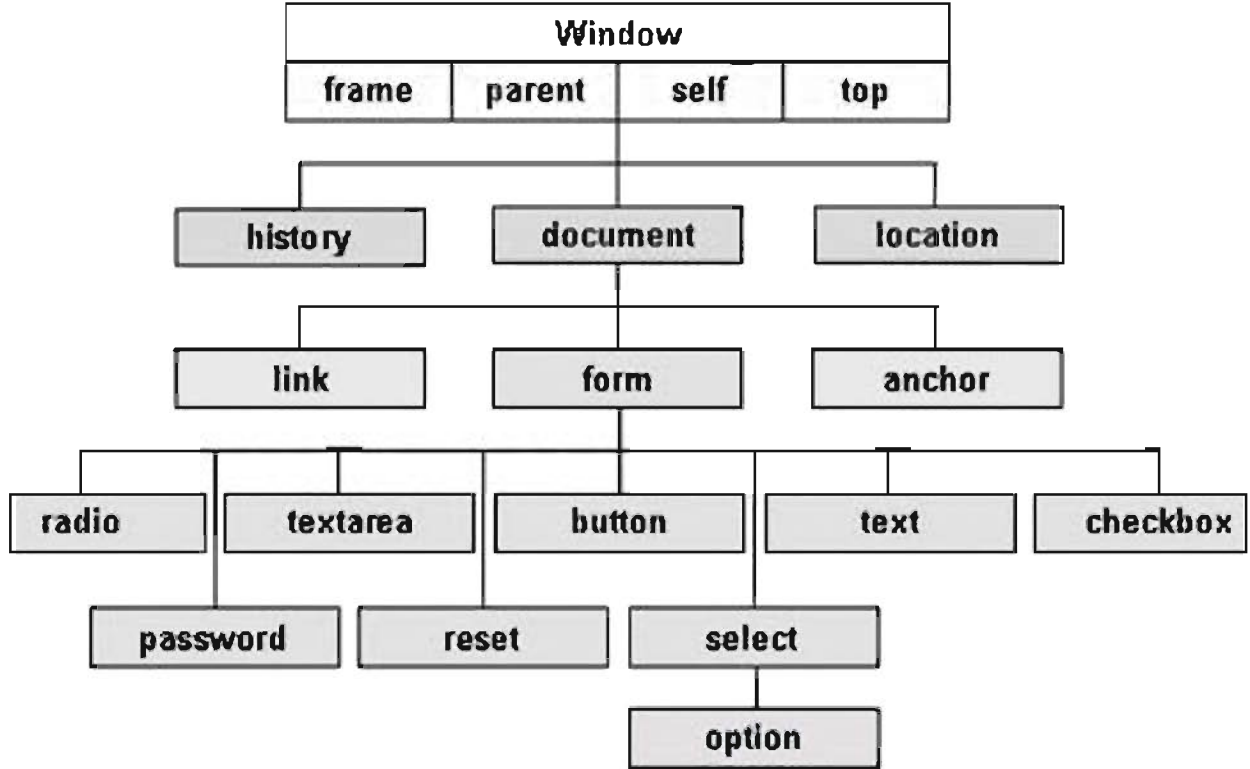 Window
frame parent self top
history document location
link form anchor
radio textarea button text checkbox
password reset select
option